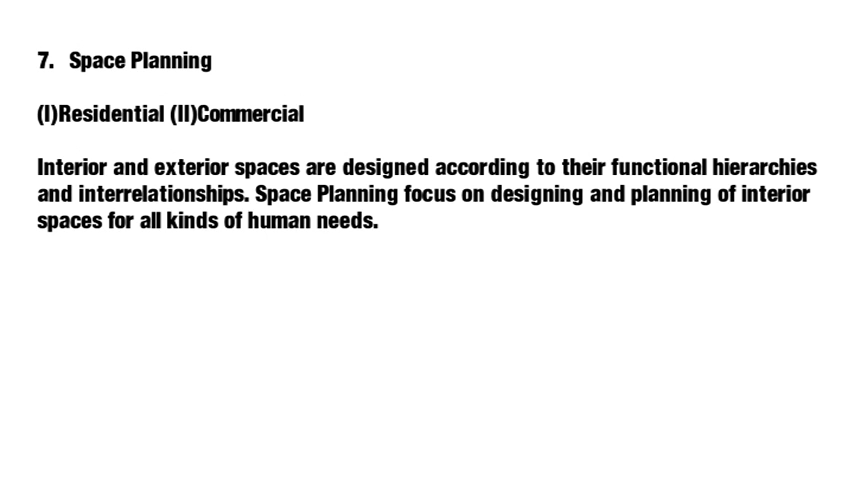 7. Space Planning
(I)Residential (II)Commercial
Interior and exterior spaces are designed according to their functional hierarchies
and interrelationships. Space Planning focus on designing and planning of interior
spaces for all kinds of human needs.